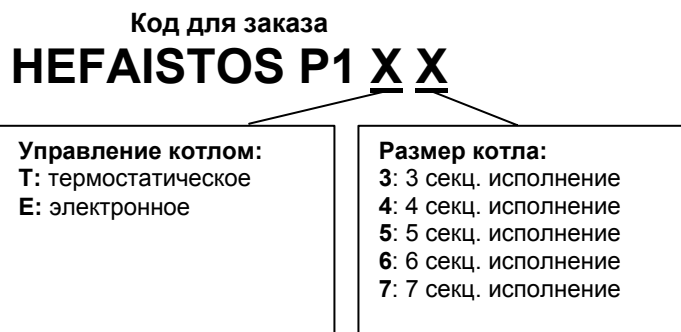 Код для заказа
HEFAISTOS P1 X X
Управление котлом:
Т: термостатическое
Е: электронное
Размер котла:
3: 3 секц. исполнение
4: 4 секц. исполнение
5: 5 секц. исполнение
6: 6 секц. исполнение
7: 7 секц. исполнение